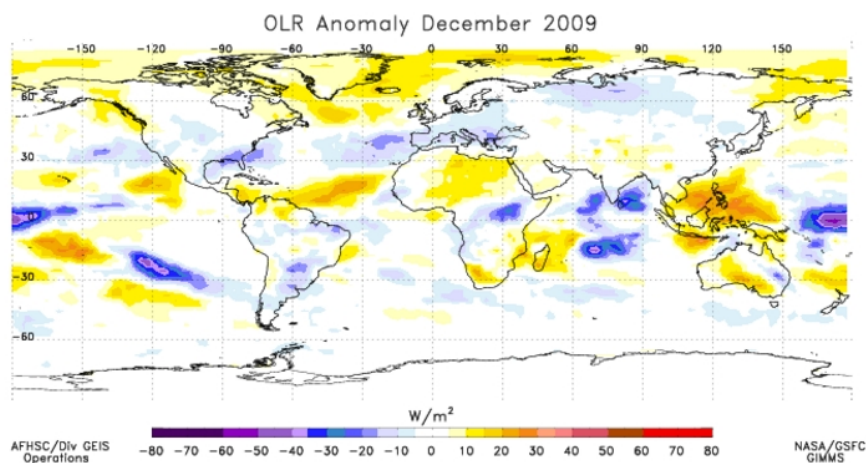 OLR Anomaly December 2009
-150 -120 -90 -60 -30 0 30 60 90 120 150
60
30
0
-30
-60
W/m²
-80 -70 -60 -50 -40 -30 -20 -10 0 10 20 30 40 50 60 70 80
AFHSC/Div GEIS
Operations
NASA/GSFC
GIMMS